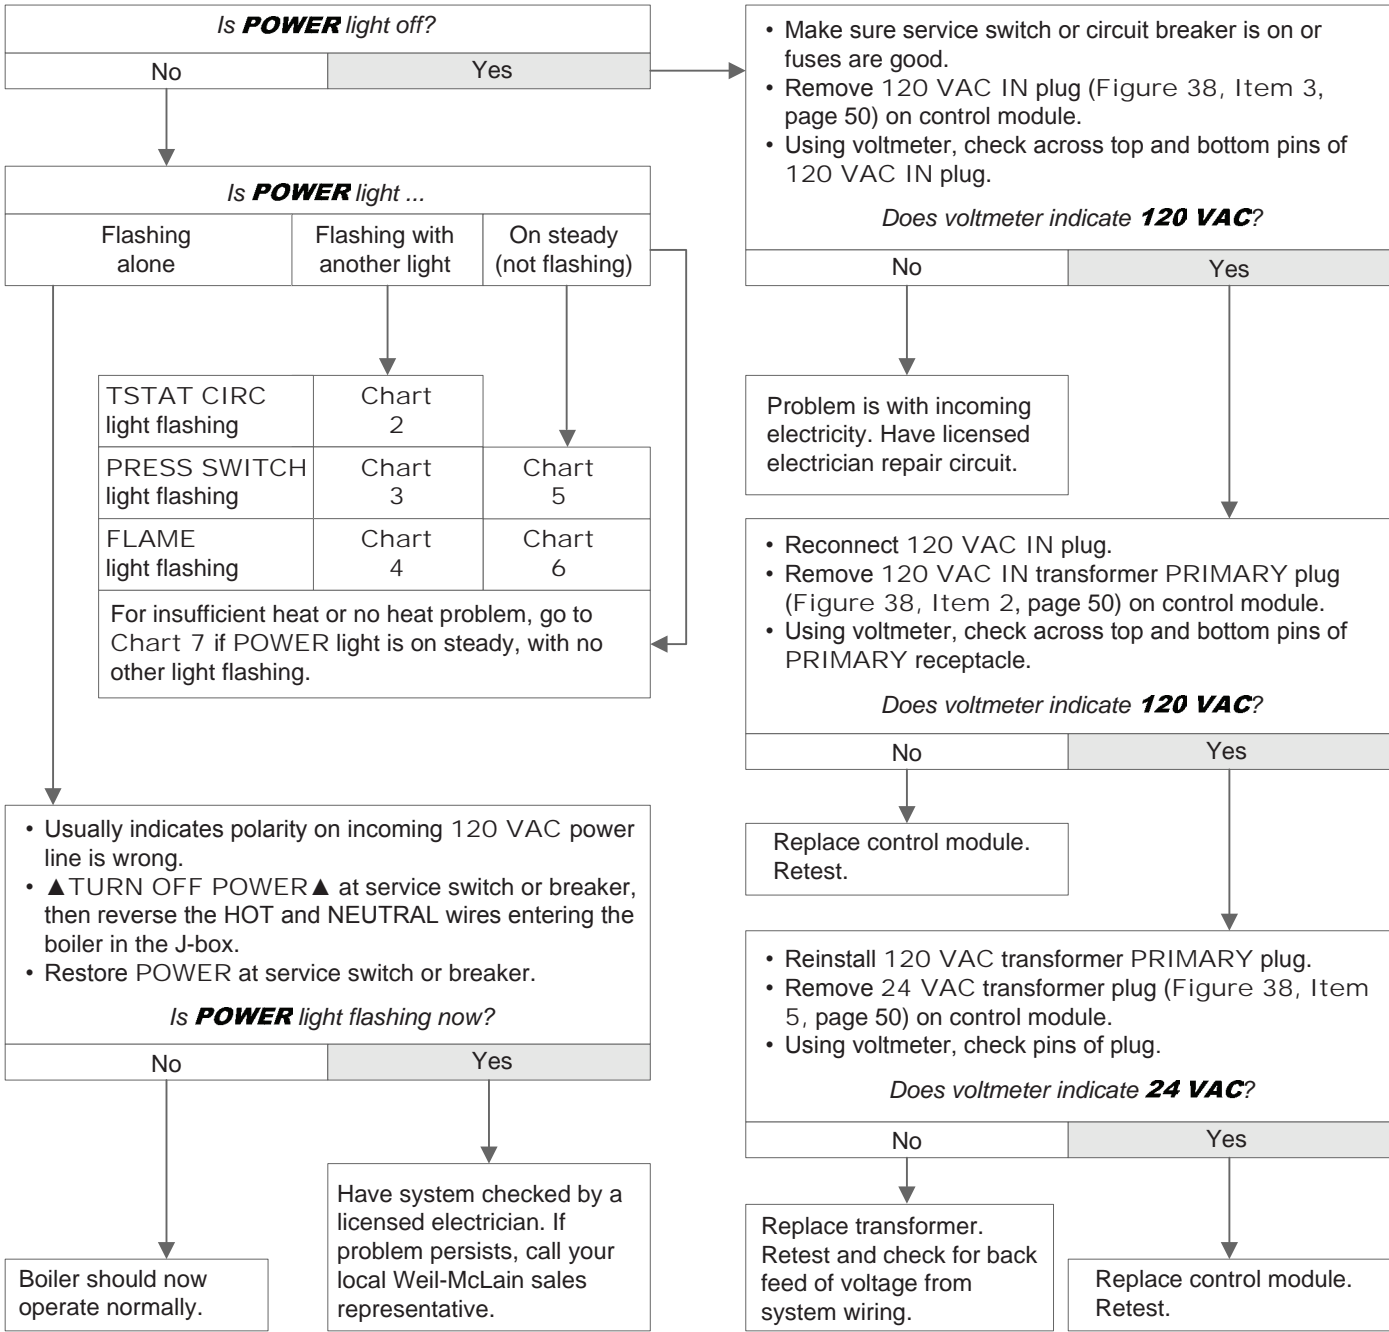 Is POWER light off?
No
Yes
Is POWER light ...
Flashing
alone
Flashing with
another light
On steady
(not flashing)
TSTAT CIRC
light flashing
Chart
2
PRESS SWITCH
light flashing
Chart
3
Chart
5
FLAME
light flashing
Chart
4
Chart
6
For insufficient heat or no heat problem, go to
Chart 7 if POWER light is on steady, with no
other light flashing.
• Usually indicates polarity on incoming 120 VAC power
line is wrong.
• ▲TURN OFF POWER▲ at service switch or breaker,
then reverse the HOT and NEUTRAL wires entering the
boiler in the J-box.
• Restore POWER at service switch or breaker.
Is POWER light flashing now?
No
Yes
Boiler should now
operate normally.
Have system checked by a
licensed electrician. If
problem persists, call your
local Weil-McLain sales
representative.
• Make sure service switch or circuit breaker is on or
fuses are good.
• Remove 120 VAC IN plug (Figure 38, Item 3,
page 50) on control module.
• Using voltmeter, check across top and bottom pins of
120 VAC IN plug.
Does voltmeter indicate 120 VAC?
No
Yes
Problem is with incoming
electricity. Have licensed
electrician repair circuit.
• Reconnect 120 VAC IN plug.
• Remove 120 VAC IN transformer PRIMARY plug
(Figure 38, Item 2, page 50) on control module.
• Using voltmeter, check across top and bottom pins of
PRIMARY receptacle.
Does voltmeter indicate 120 VAC?
No
Yes
Replace control module.
Retest.
• Reinstall 120 VAC transformer PRIMARY plug.
• Remove 24 VAC transformer plug (Figure 38, Item
5, page 50) on control module.
• Using voltmeter, check pins of plug.
Does voltmeter indicate 24 VAC?
No
Yes
Replace transformer.
Retest and check for back
feed of voltage from
system wiring.
Replace control module.
Retest.